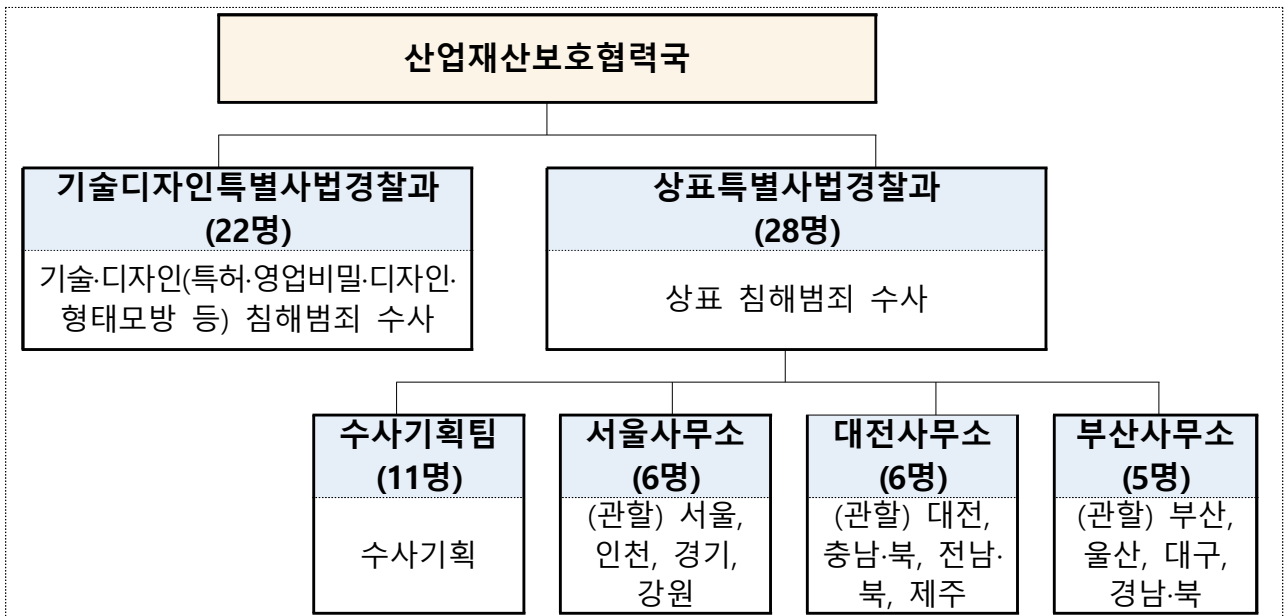 산업재산보호협력국
기술디자인특별사법경찰과
(22명)
기술·디자인(특허·영업비밀·디자인·
형태모방 등) 침해범죄 수사
상표특별사법경찰과
(28명)
상표 침해범죄 수사
수사기획팀
(11명)
수사기획
서울사무소
(6명)
(관할) 서울,
인천, 경기,
강원
대전사무소
(6명)
(관할) 대전,
충남·북, 전남·
북, 제주
부산사무소
(5명)
(관할) 부산,
울산, 대구,
경남·북